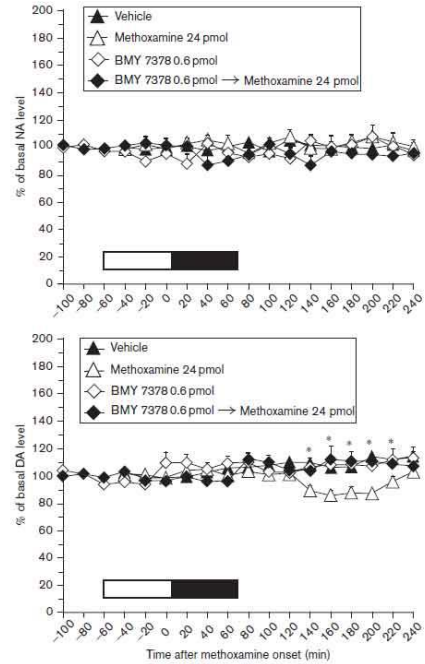 200
180
160
140
120
100
80
60
40
20
0
% of basal NA level
Vehicle
Methoxamine 24 pmol
BMY 7378 0.6 pmol
BMY 7378 0.6 pmol → Methoxamine 24 pmol
−100 −80 −60 −40 −20 0 20 40 60 80 100 120 140 160 180 200 220 240
200
180
160
140
120
100
80
60
40
20
0
% of basal DA level
Vehicle
Methoxamine 24 pmol
BMY 7378 0.6 pmol
BMY 7378 0.6 pmol → Methoxamine 24 pmol
* * * * *
−100 −80 −60 −40 −20 0 20 40 60 80 100 120 140 160 180 200 220 240
Time after methoxamine onset (min)